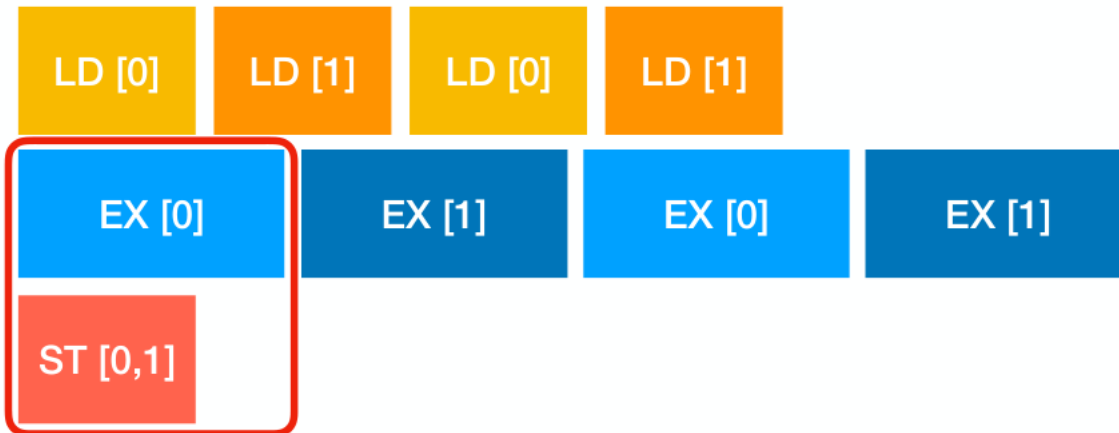 LD [0] LD [1] LD [0] LD [1]
EX [0] EX [1] EX [0] EX [1]
ST [0,1]